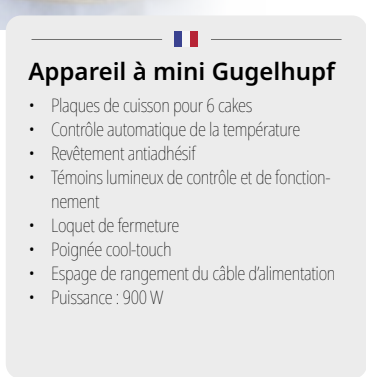 Appareil à mini Gugelhupf
• Plaques de cuisson pour 6 cakes
• Contrôle automatique de la température
• Revêtement antiadhésif
• Témoins lumineux de contrôle et de fonction-
nement
• Loquet de fermeture
• Poignée cool-touch
• Espage de rangement du câble d'alimentation
• Puissance : 900 W